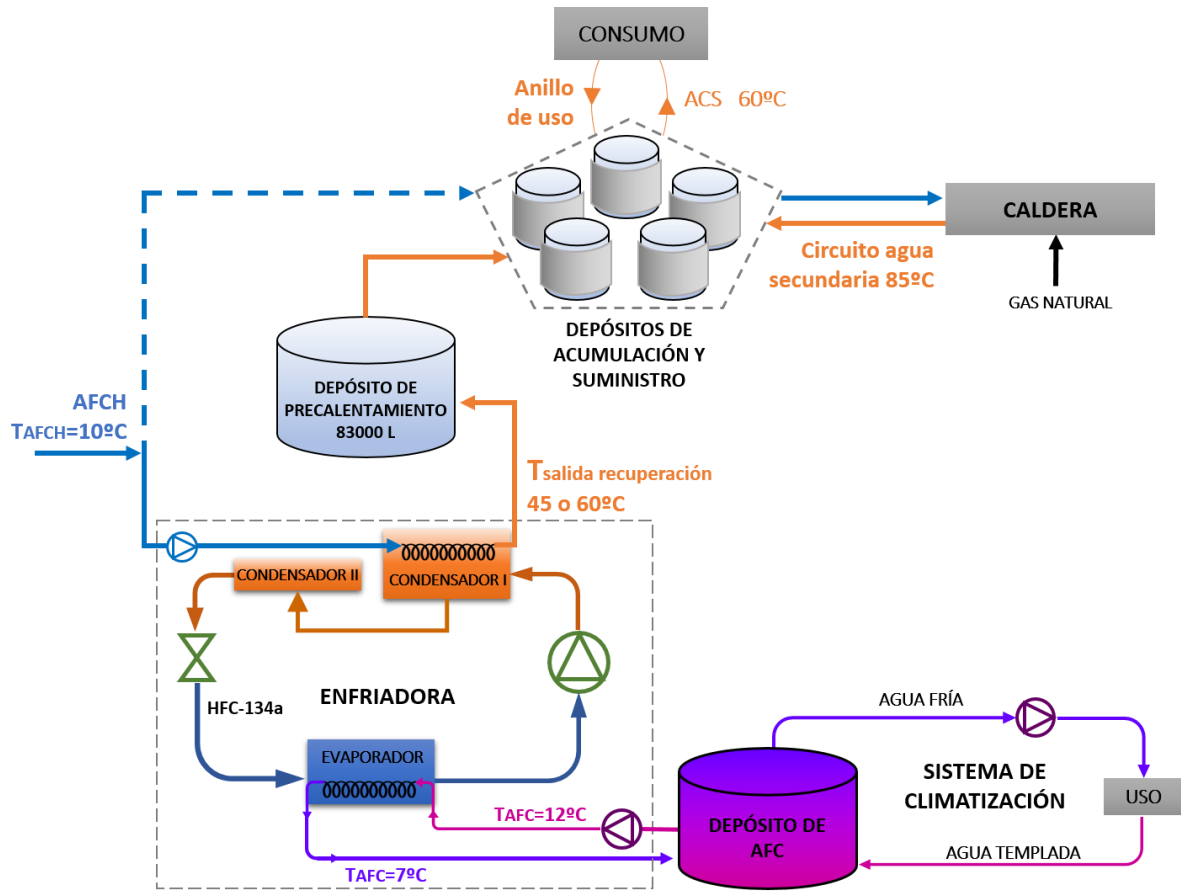 CONSUMO
Anillo
de uso
ACS 60ºC
CALDERA
Circuito agua
secundaria 85ºC
GAS NATURAL
DEPÓSITOS DE
ACUMULACIÓN Y
SUMINISTRO
DEPÓSITO DE
PRECALENTAMIENTO
83000 L
AFCH
TAFCH=10ºC
Tsalida recuperación
45 o 60ºC
CONDENSADOR II
CONDENSADOR I
ENFRIADORA
HFC-134a
EVAPORADOR
TAFC=12ºC
TAFC=7ºC
DEPÓSITO DE
AFC
AGUA FRÍA
SISTEMA DE
CLIMATIZACIÓN
USO
AGUA TEMPLADA